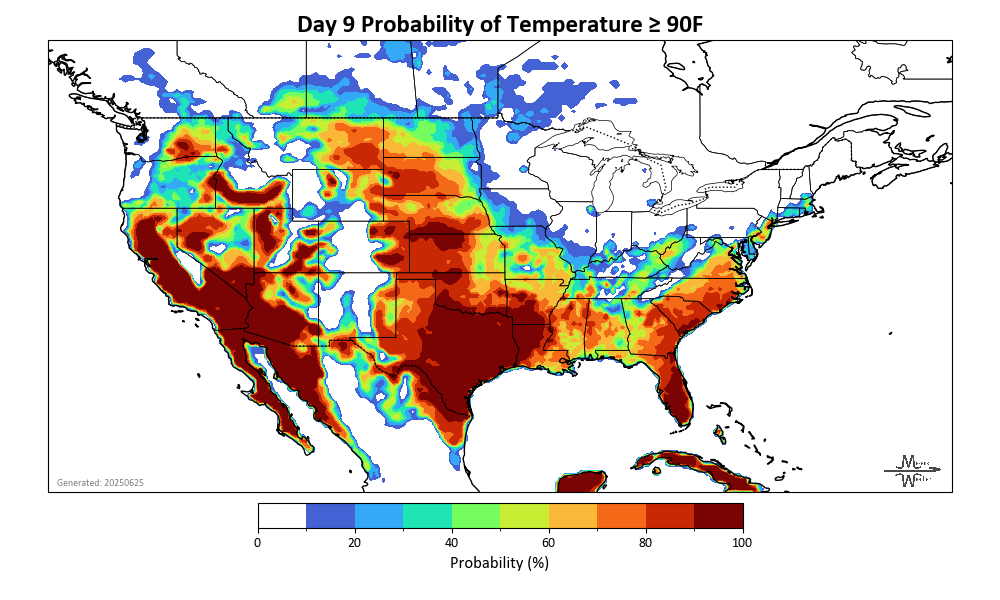 Day 9 Probability of Temperature ≥ 90F
Generated: 20250625
0 20 40 60 80 100
Probability (%)